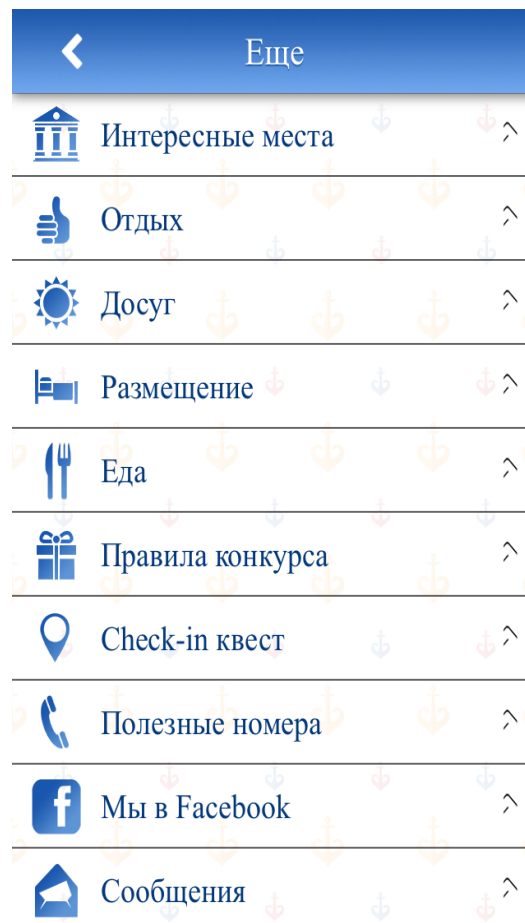 Еще
Интересные места
Отдых
Досуг
Размещение
Еда
Правила конкурса
Check-in квест
Полезные номера
Мы в Facebook
Сообщения